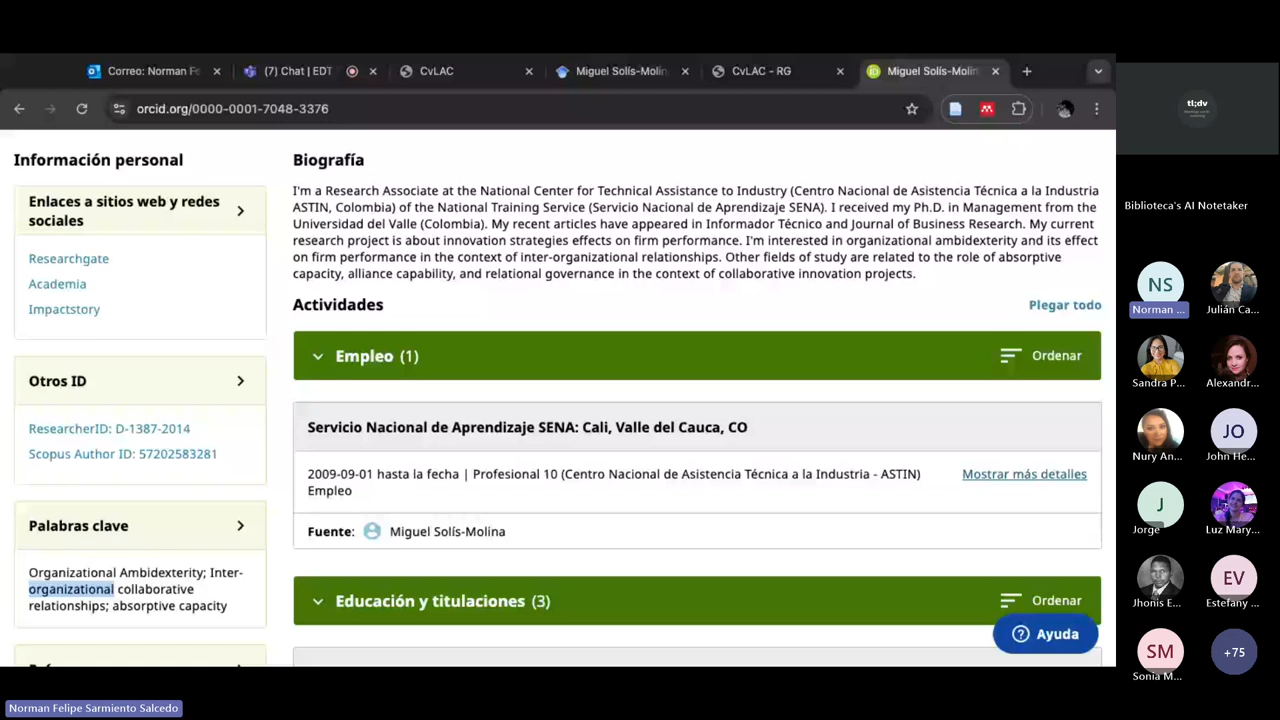 Correo: Norman Fe
(7) Chat | EDT
CvLAC
Miguel Solís-Molin
CvLAC - RG
Miguel Solís-Molin
orcid.org/0000-0001-7048-3376
Información personal
Enlaces a sitios web y redes
sociales
Researchgate
Academia
Impactstory
Otros ID
ResearcherID: D-1387-2014
Scopus Author ID: 57202583281
Palabras clave
Organizational Ambidexterity; Inter-
organizational collaborative
relationships; absorptive capacity
Biografía
I'm a Research Associate at the National Center for Technical Assistance to Industry (Centro Nacional de Asistencia Técnica a la Industria
ASTIN, Colombia) of the National Training Service (Servicio Nacional de Aprendizaje SENA). I received my Ph.D. in Management from the
Universidad del Valle (Colombia). My recent articles have appeared in Informador Técnico and Journal of Business Research. My current
research project is about innovation strategies effects on firm performance. I'm interested in organizational ambidexterity and its effect
on firm performance in the context of inter-organizational relationships. Other fields of study are related to the role of absorptive
capacity, alliance capability, and relational governance in the context of collaborative innovation projects.
Actividades
Plegar todo
Empleo (1)
Ordenar
Servicio Nacional de Aprendizaje SENA: Cali, Valle del Cauca, CO
2009-09-01 hasta la fecha | Profesional 10 (Centro Nacional de Asistencia Técnica a la Industria - ASTIN)
Mostrar más detalles
Empleo
Fuente: Miguel Solís-Molina
Educación y titulaciones (3)
Ordenar
Ayuda
tl;dv
Biblioteca's AI Notetaker
NS
Norman ...
Julián Ca...
Sandra P...
Alexandr...
Nury An...
JO
John He...
J
Jorge
Luz Mary...
Jhonis E...
EV
Estefany ...
SM
Sonia M...
+75
Norman Felipe Sarmiento Salcedo